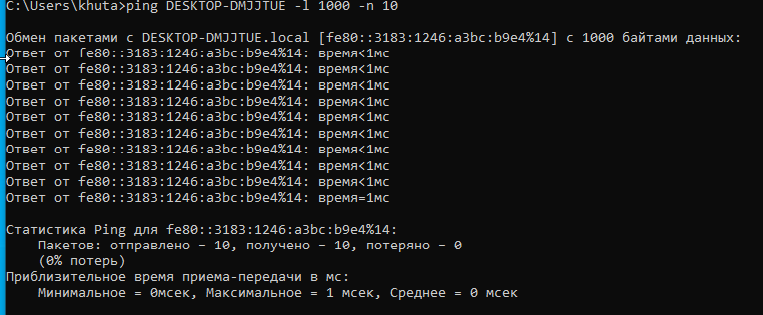 C:\Users\khuta>ping DESKTOP-DMJJTUE -l 1000 -n 10
Обмен пакетами с DESKTOP-DMJJTUE.local [fe80::3183:1246:a3bc:b9e4%14] с 1000 байтами данных:
Ответ от fe80::3183:1246:a3bc:b9e4%14: время<1мс
Ответ от fe80::3183:1246:a3bc:b9e4%14: время<1мс
Ответ от fe80::3183:1246:a3bc:b9e4%14: время<1мс
Ответ от fe80::3183:1246:a3bc:b9e4%14: время<1мс
Ответ от fe80::3183:1246:a3bc:b9e4%14: время<1мс
Ответ от fe80::3183:1246:a3bc:b9e4%14: время<1мс
Ответ от fe80::3183:1246:a3bc:b9e4%14: время<1мс
Ответ от fe80::3183:1246:a3bc:b9e4%14: время<1мс
Ответ от fe80::3183:1246:a3bc:b9e4%14: время<1мс
Ответ от fe80::3183:1246:a3bc:b9e4%14: время=1мс
Статистика Ping для fe80::3183:1246:a3bc:b9e4%14:
Пакетов: отправлено = 10, получено = 10, потеряно = 0
(0% потерь)
Приблизительное время приема-передачи в мс:
Минимальное = 0мсек, Максимальное = 1 мсек, Среднее = 0 мсек